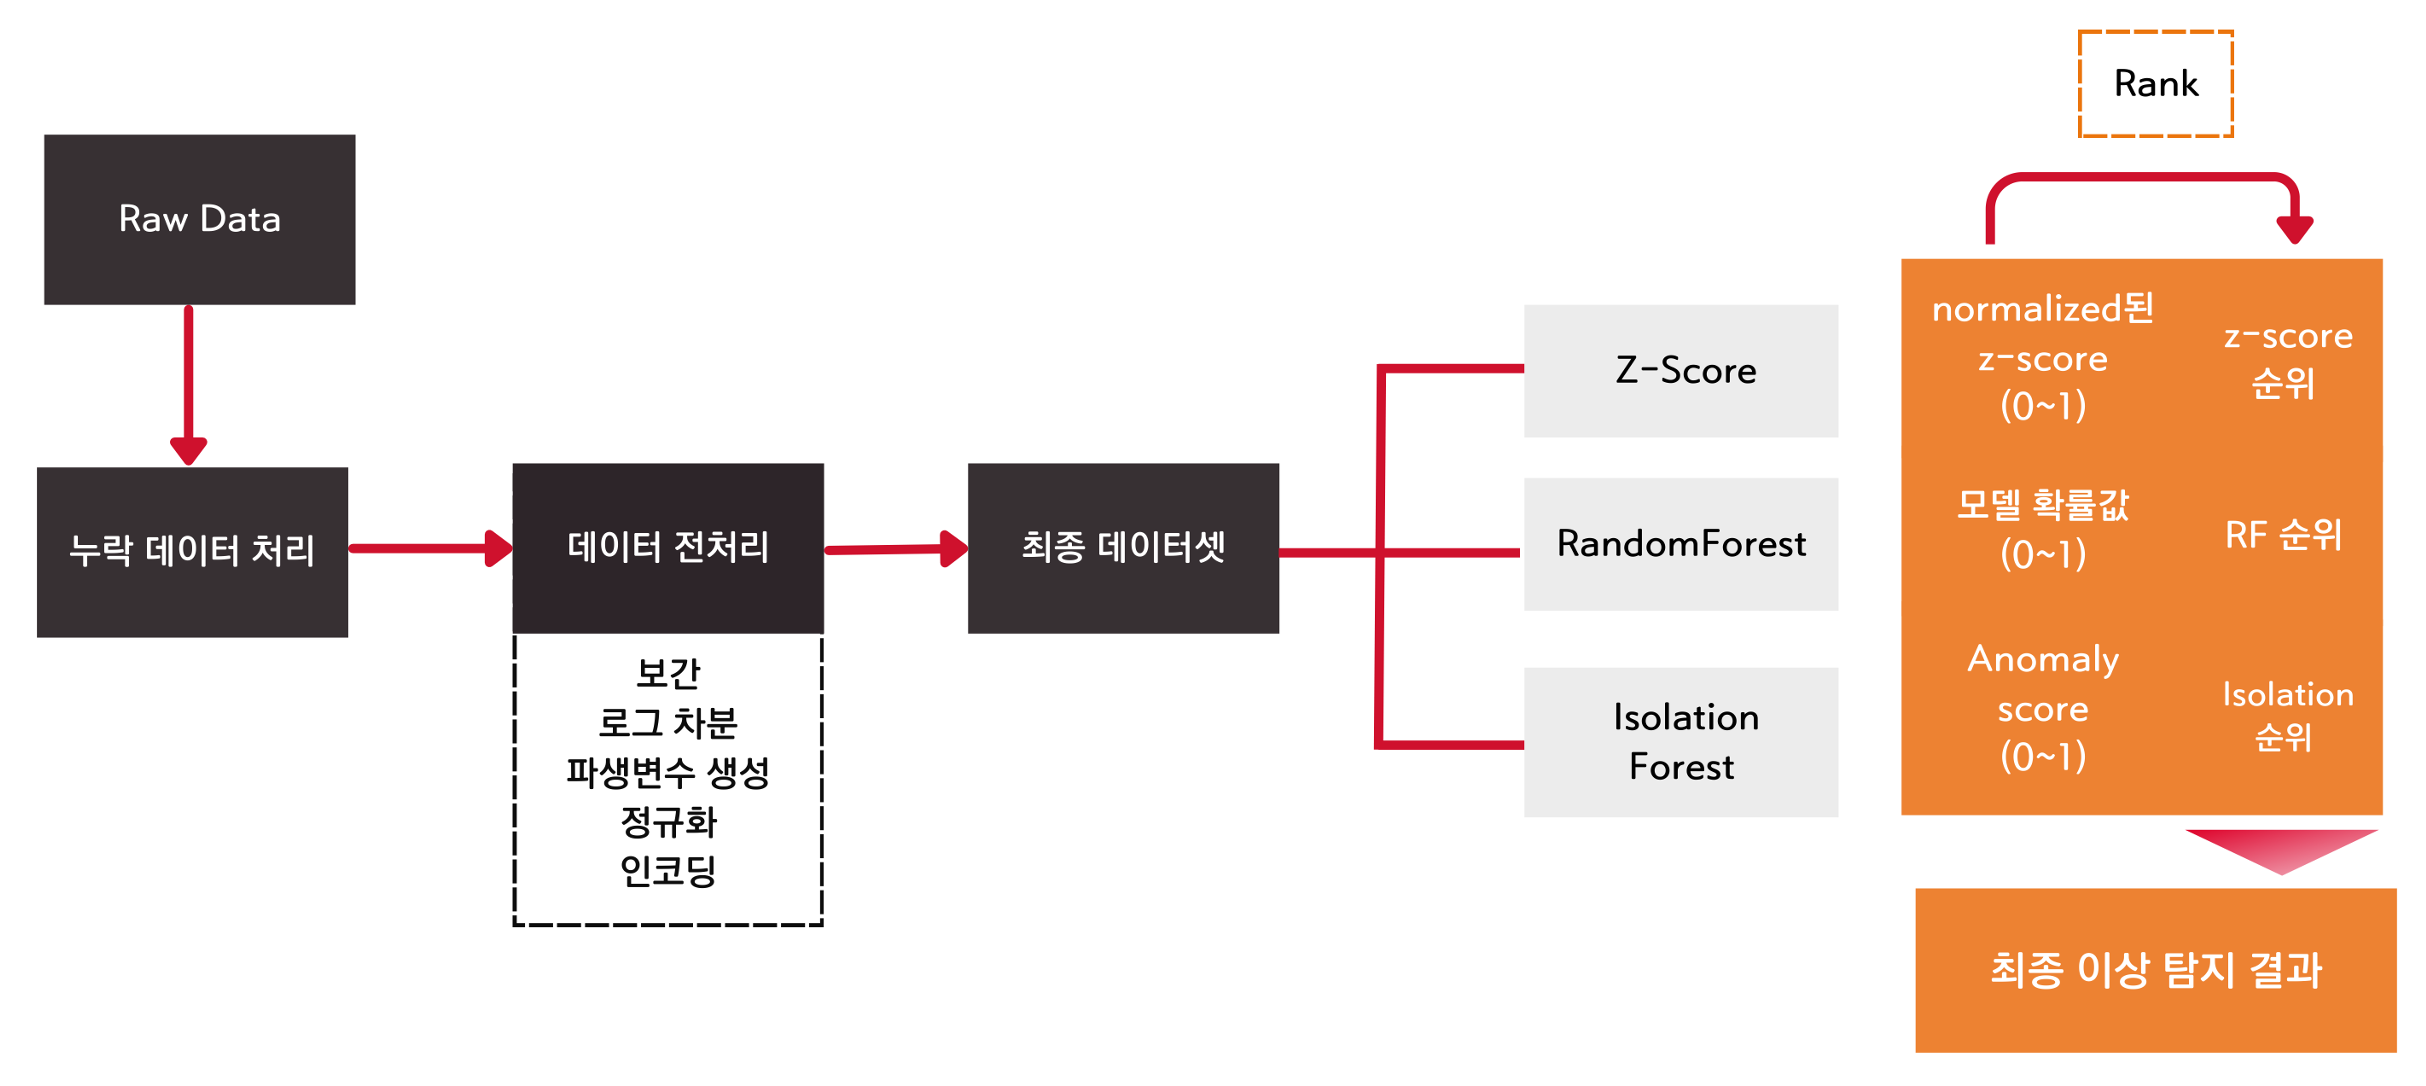 Rank
Raw Data
누락 데이터 처리
데이터 전처리
보간
로그 차분
파생변수 생성
정규화
인코딩
최종 데이터셋
Z-Score
RandomForest
Isolation
Forest
normalized된
z-score
(0~1)
z-score
순위
모델 확률값
(0~1)
RF 순위
Anomaly
score
(0~1)
Isolation
순위
최종 이상 탐지 결과